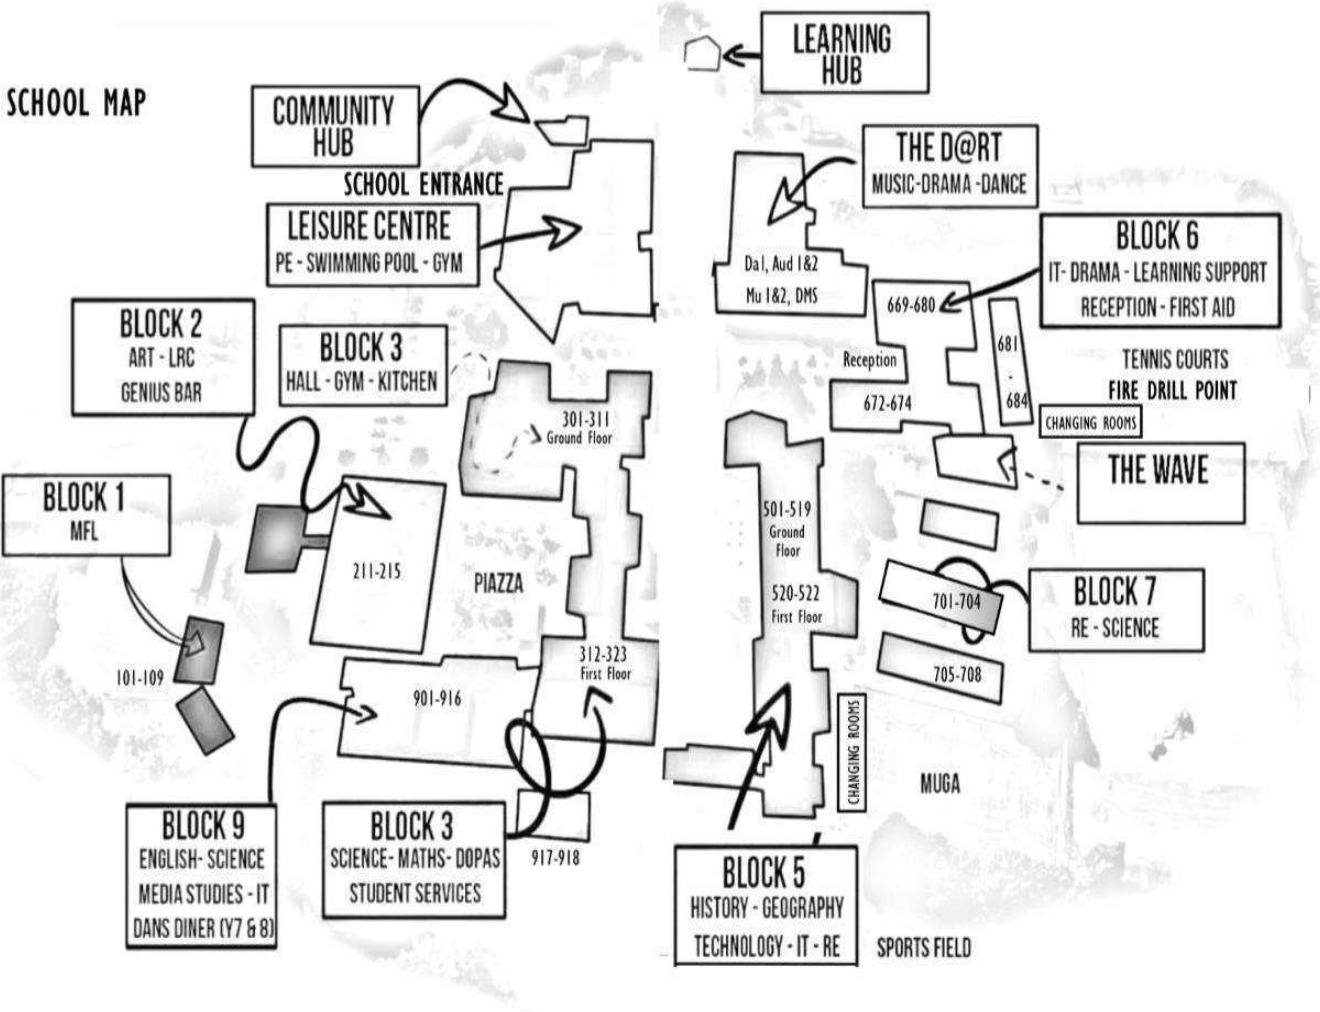 SCHOOL MAP
LEARNING
HUB
COMMUNITY
HUB
SCHOOL ENTRANCE
THE D@RT
MUSIC-DRAMA -DANCE
LEISURE CENTRE
PE - SWIMMING POOL - GYM
BLOCK 6
IT- DRAMA - LEARNING SUPPORT
RECEPTION - FIRST AID
Da1, Aud 1&2
Mu 1&2, DMS
669-680
BLOCK 2
ART - LRC
GENIUS BAR
BLOCK 3
HALL - GYM - KITCHEN
Reception
681
-
684
TENNIS COURTS
FIRE DRILL POINT
672-674
CHANGING ROOMS
301-311
Ground Floor
THE WAVE
BLOCK 1
MFL
501-519
Ground
Floor
211-215
PIAZZA
520-522
First Floor
701-704
BLOCK 7
RE - SCIENCE
101-109
312-323
First Floor
705-708
901-916
CHANGING ROOMS
MUGA
BLOCK 9
ENGLISH- SCIENCE
MEDIA STUDIES - IT
DANS DINER (Y7 & 8)
BLOCK 3
SCIENCE- MATHS- DOPAS
STUDENT SERVICES
917-918
BLOCK 5
HISTORY - GEOGRAPHY
TECHNOLOGY - IT - RE
SPORTS FIELD